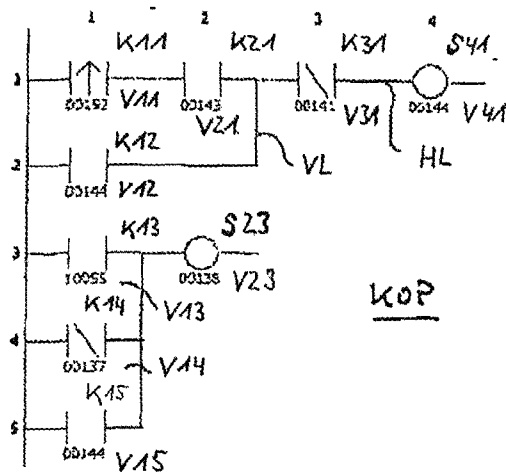 1 2 3 4
K11 K21 K31 S41
1
00143 00141 00144
V11 V21 V31 V41
K12 VL HL
2
00144 V12
K13 S23
3
10055 00138 V23
K14 V13 KOP
4
00137 V14
K15
5
00144 V15